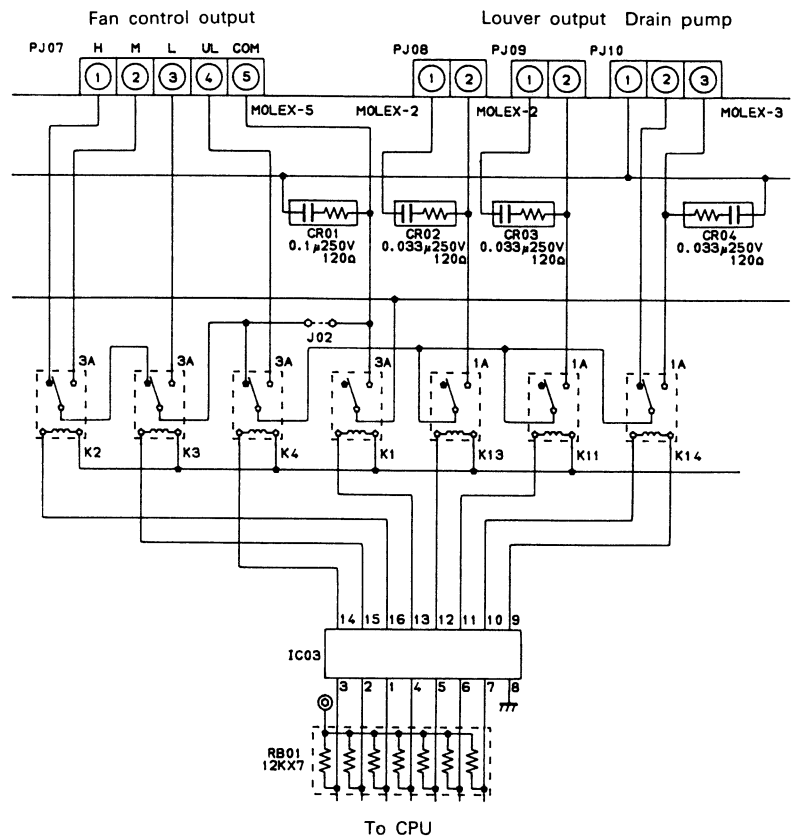 Fan control output Louver output Drain pump
PJ07 H M L UL COM PJ08 PJ09 PJ10
1 2 3 4 5 1 2 1 2 1 2 3
MOLEX-5 MOLEX-2 MOLEX-2 MOLEX-3
CR01 CR02 CR03 CR04
0.1μ250V 0.033μ250V 0.033μ250V 0.033μ250V
120Ω 120Ω 120Ω 120Ω
J02
3A 3A 3A 3A 1A 1A 1A
K2 K3 K4 K1 K13 K11 K14
14 15 16 13 12 11 10 9
IC03
3 2 1 4 5 6 7 8
RB01
12KX7
To CPU